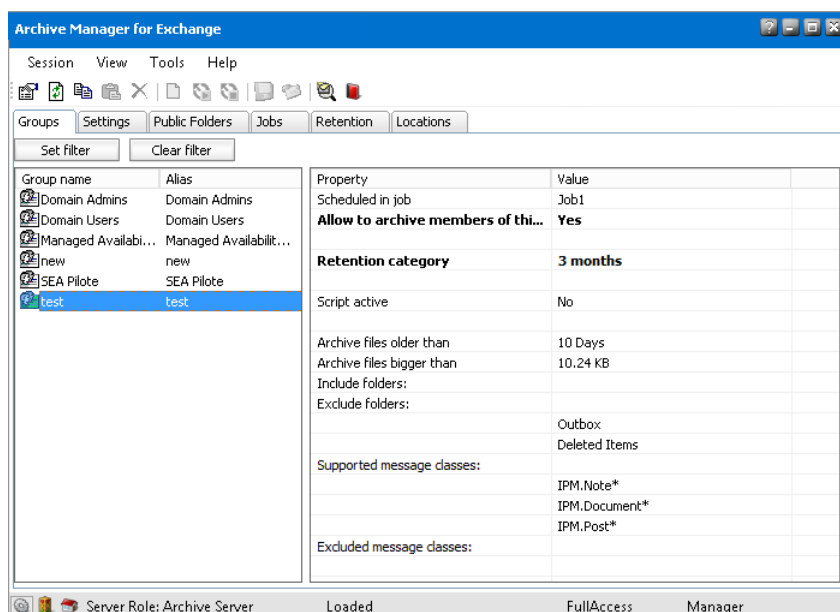 Archive Manager for Exchange
Session View Tools Help
Groups Settings Public Folders Jobs Retention Locations
Set filter Clear filter
Group name Alias Property Value
Domain Admins Domain Admins Scheduled in job Job1
Domain Users Domain Users Allow to archive members of thi... Yes
Managed Availabi... Managed Availabilit...
new new Retention category 3 months
SEA Pilote SEA Pilote
test test Script active No
Archive files older than 10 Days
Archive files bigger than 10.24 KB
Include folders:
Exclude folders:
Outbox
Deleted Items
Supported message classes:
IPM.Note*
IPM.Document*
IPM.Post*
Excluded message classes:
Server Role: Archive Server Loaded FullAccess Manager